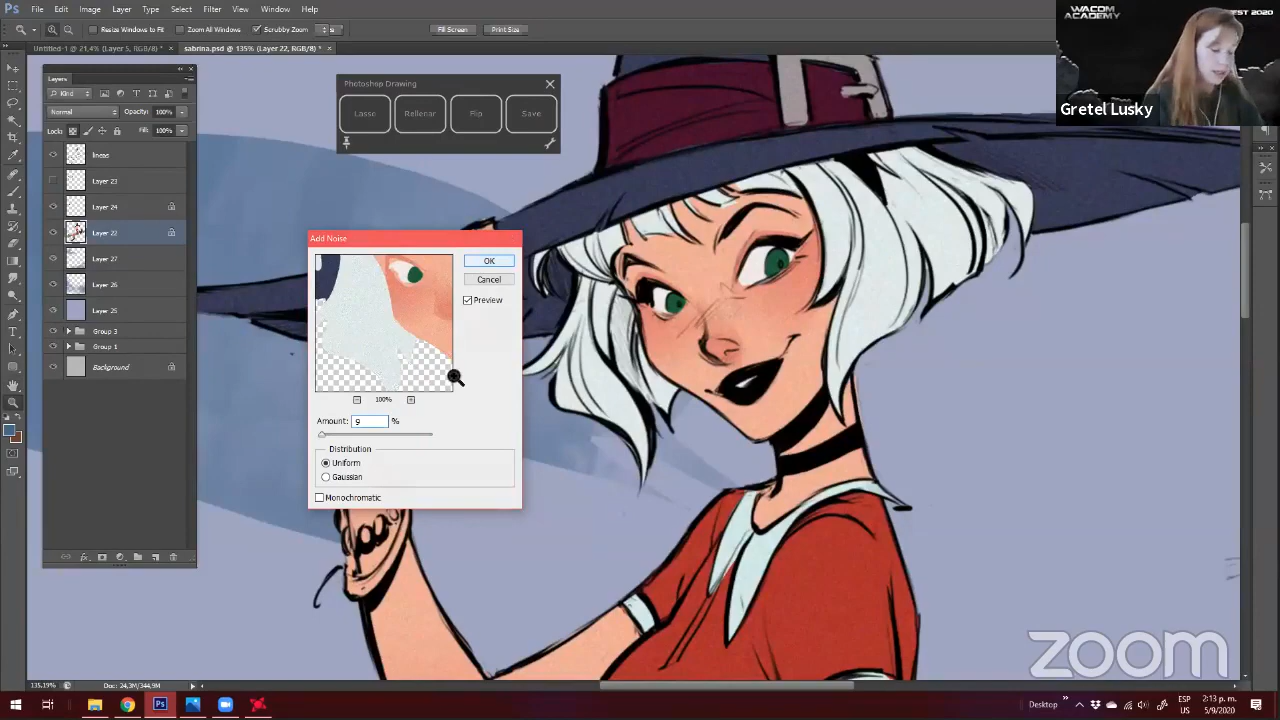 Ps File Edit Image Layer Type Select Filter View Window Help
Resize Windows to Fit Zoom All Windows Scrubby Zoom Fill Screen Print Size
Untitled-1 @ 21,4% (Layer 5, RGB/8) * × sabrina.psd @ 135% (Layer 22, RGB/8) * ×
WACOM
ACADEMY
EST 2020
Gretel Lusky
Layers
Kind
Normal Opacity: 100%
Lock: Fill: 100%
lineas
Layer 23
Layer 24
Layer 22
Layer 27
Layer 26
Layer 25
Group 3
Group 1
Background
Photoshop Drawing
Lasso Rellenar Flip Save
Add Noise
OK
Cancel
Preview
100%
Amount: 9 %
Distribution
Uniform
Gaussian
Monochromatic
zoom
135.19% Doc: 24,3M/344,9M
Desktop ESP
US
2:13 p. m.
5/9/2020